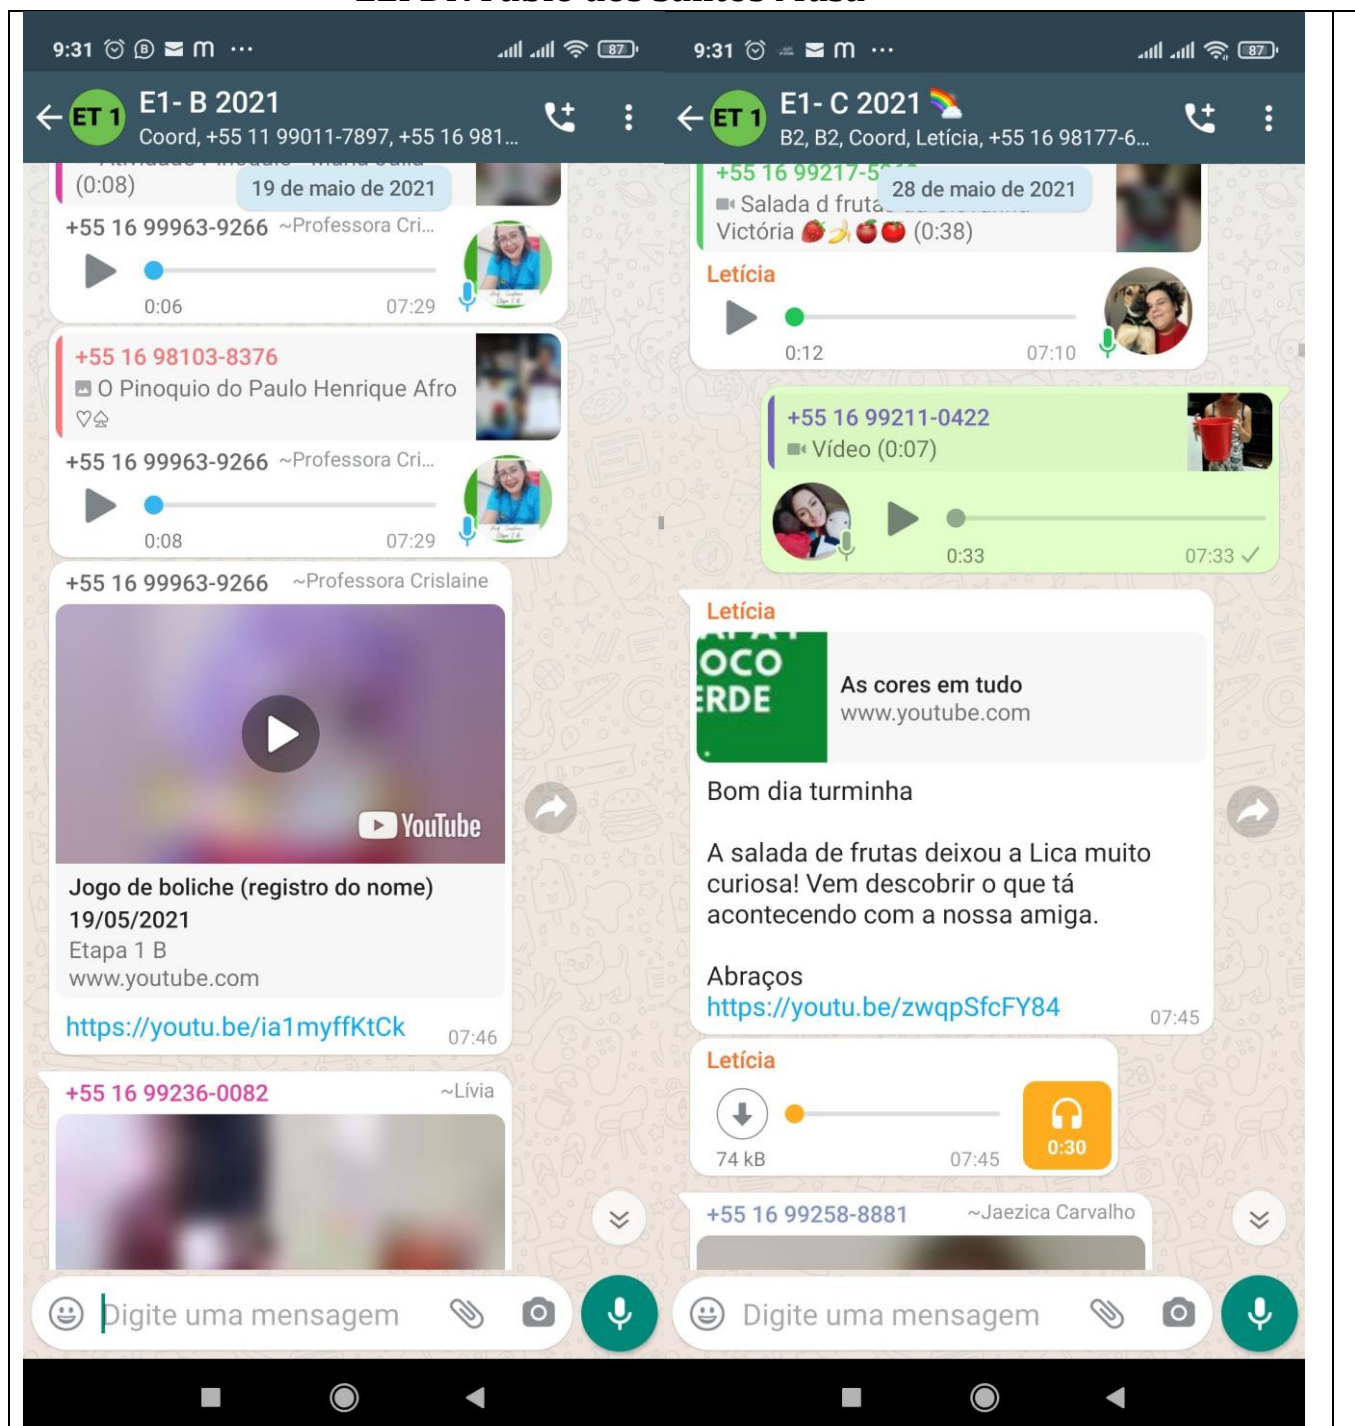 9:31
87
ET 1
E1- B 2021
Coord, +55 11 99011-7897, +55 16 981...
(0:08)
19 de maio de 2021
+55 16 99963-9266 ~Professora Cri...
0:06 07:29
+55 16 98103-8376
O Pinoquio do Paulo Henrique Afro
♡♤
+55 16 99963-9266 ~Professora Cri...
0:08 07:29
+55 16 99963-9266 ~Professora Crislaine
YouTube
Jogo de boliche (registro do nome)
19/05/2021
Etapa 1 B
www.youtube.com
https://youtu.be/ia1myffKtCk 07:46
+55 16 99236-0082 ~Lívia
Digite uma mensagem
9:31
87
ET 1
E1- C 2021 🌈
B2, B2, Coord, Letícia, +55 16 98177-6...
+55 16 99217-5
28 de maio de 2021
Salada d frutas
Victória 🍓🍌🍎🍅 (0:38)
Letícia
0:12 07:10
+55 16 99211-0422
Vídeo (0:07)
0:33 07:33
Letícia
OCO
ERDE
As cores em tudo
www.youtube.com
Bom dia turminha
A salada de frutas deixou a Lica muito
curiosa! Vem descobrir o que tá
acontecendo com a nossa amiga.
Abraços
https://youtu.be/zwqpSfcFY84 07:45
Letícia
74 kB 07:45 0:30
+55 16 99258-8881 ~Jaezica Carvalho
Digite uma mensagem